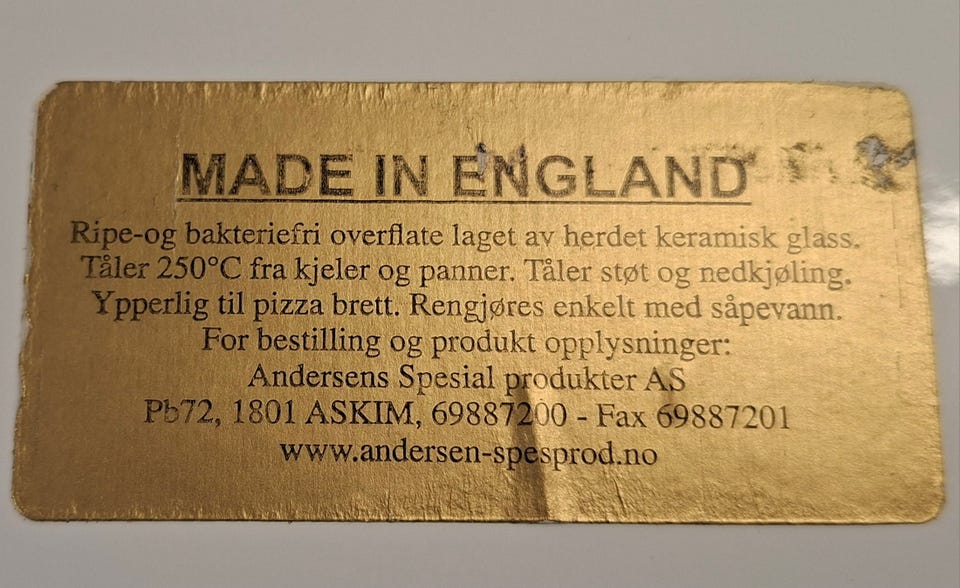 MADE IN ENGLAND
Ripe-og bakteriefri overflate laget av herdet keramisk glass.
Tåler 250°C fra kjeler og panner. Tåler støt og nedkjøling.
Ypperlig til pizza brett. Rengjøres enkelt med såpevann.
For bestilling og produkt opplysninger:
Andersens Spesial produkter AS
Pb72, 1801 ASKIM, 69887200 - Fax 69887201
www.andersen-spesprod.no